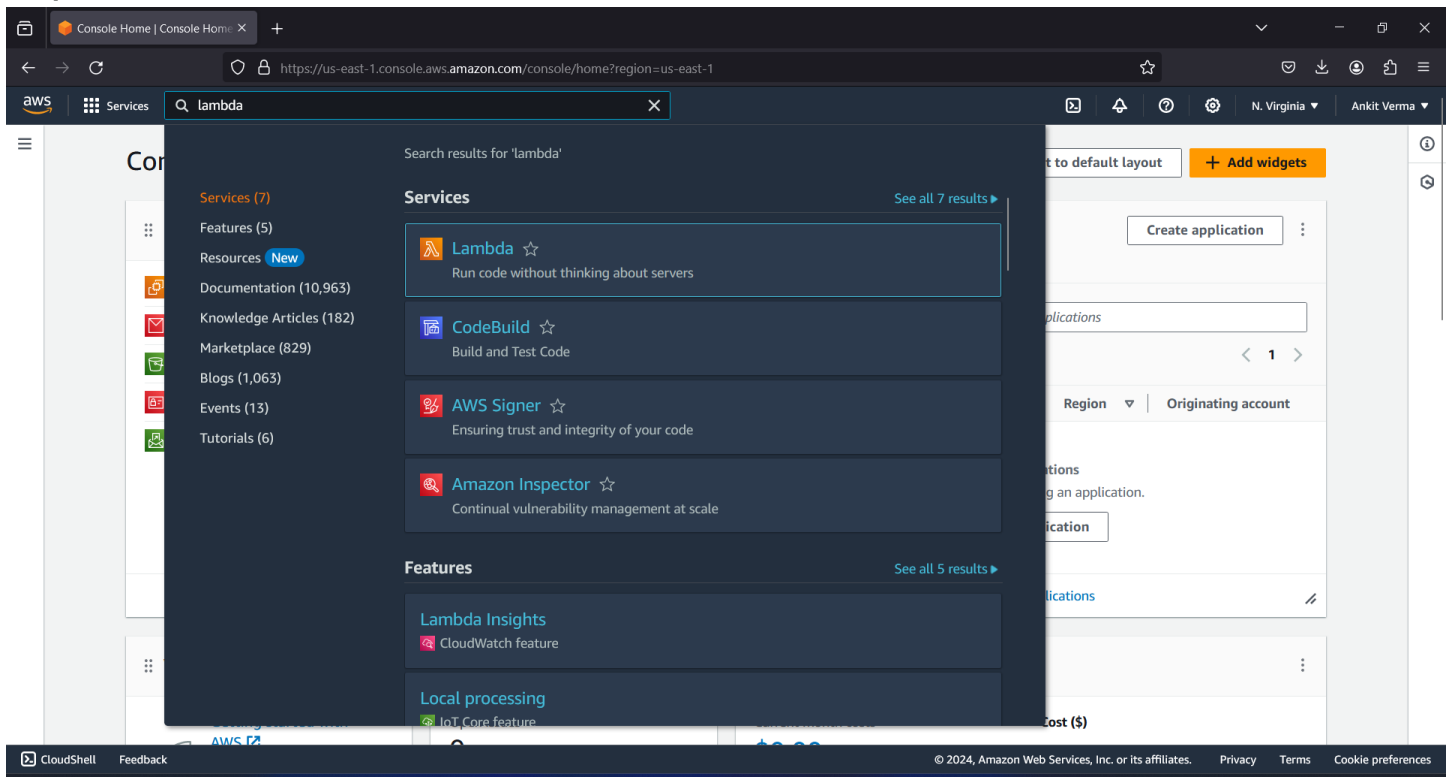 Console Home | Console Home
https://us-east-1.console.aws.amazon.com/console/home?region=us-east-1
aws
Services
lambda
N. Virginia ▼
Ankit Verma ▼
Search results for 'lambda'
t to default layout
+ Add widgets
Services (7)
Features (5)
Resources New
Documentation (10,963)
Knowledge Articles (182)
Marketplace (829)
Blogs (1,063)
Events (13)
Tutorials (6)
Services
See all 7 results ▶
Lambda
Run code without thinking about servers
CodeBuild
Build and Test Code
AWS Signer
Ensuring trust and integrity of your code
Amazon Inspector
Continual vulnerability management at scale
Features
See all 5 results ▶
Lambda Insights
CloudWatch feature
Local processing
IoT Core feature
Create application
plications
1
Region
Originating account
tions
g an application.
ication
lications
Cost ($)
AWS
CloudShell
Feedback
© 2024, Amazon Web Services, Inc. or its affiliates.
Privacy
Terms
Cookie preferences